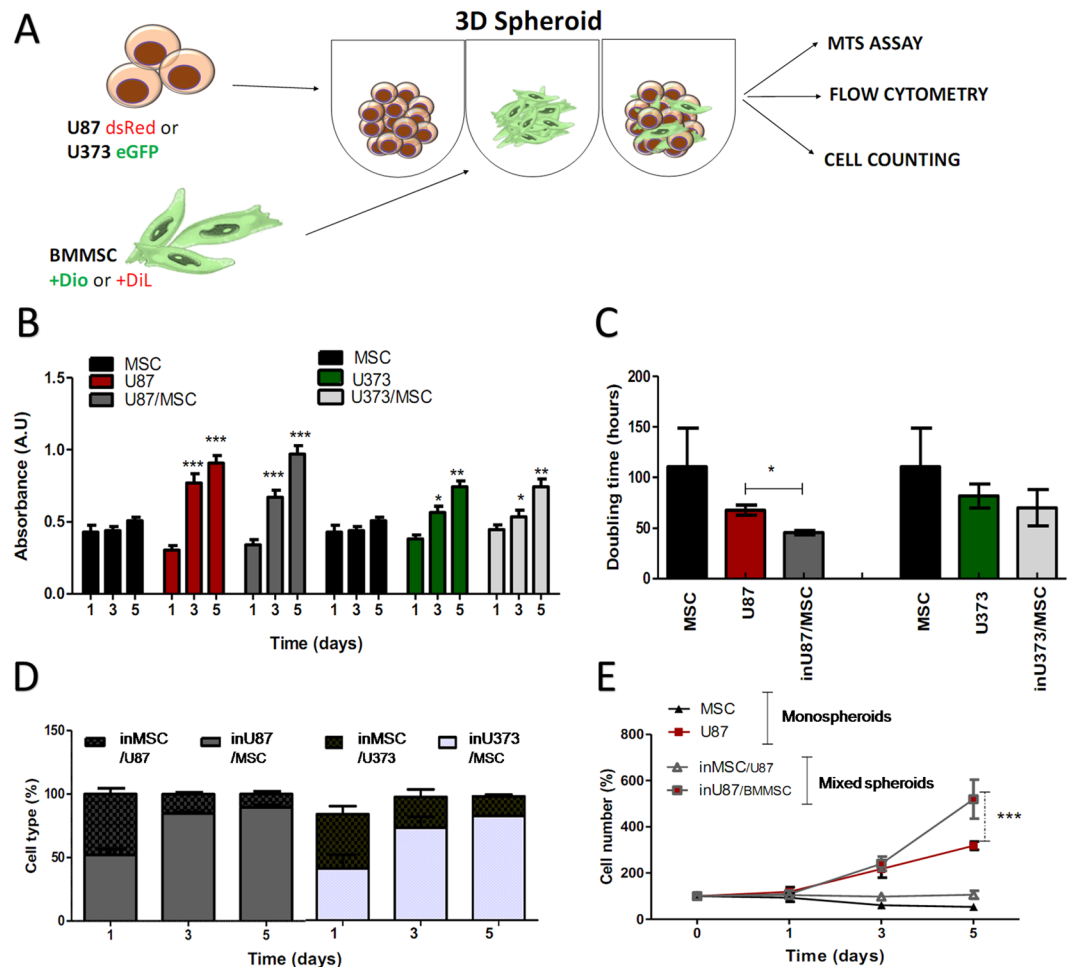 A
3D Spheroid
U87 dsRed or
U373 eGFP
BMMSC
+Dio or +DiL
MTS ASSAY
FLOW CYTOMETRY
CELL COUNTING
B
MSC
U87
U87/MSC
MSC
U373
U373/MSC
Absorbance (A.U)
1.5
1.0
0.5
0.0
*** *** *** *** * ** * **
1 3 5 1 3 5 1 3 5 1 3 5 1 3 5 1 3 5
Time (days)
C
Doubling time (hours)
200
150
100
50
0
*
MSC
U87
inU87/MSC
MSC
U373
inU373/MSC
D
Cell type (%)
150
100
50
0
inMSC
/U87
inU87
/MSC
inMSC
/U373
inU373
/MSC
1 3 5 1 3 5
Time (days)
E
MSC
U87
Monospheroids
inMSC/U87
inU87/BMMSC
Mixed spheroids
Cell number (%)
800
600
400
200
0
***
0 1 3 5
Time (days)